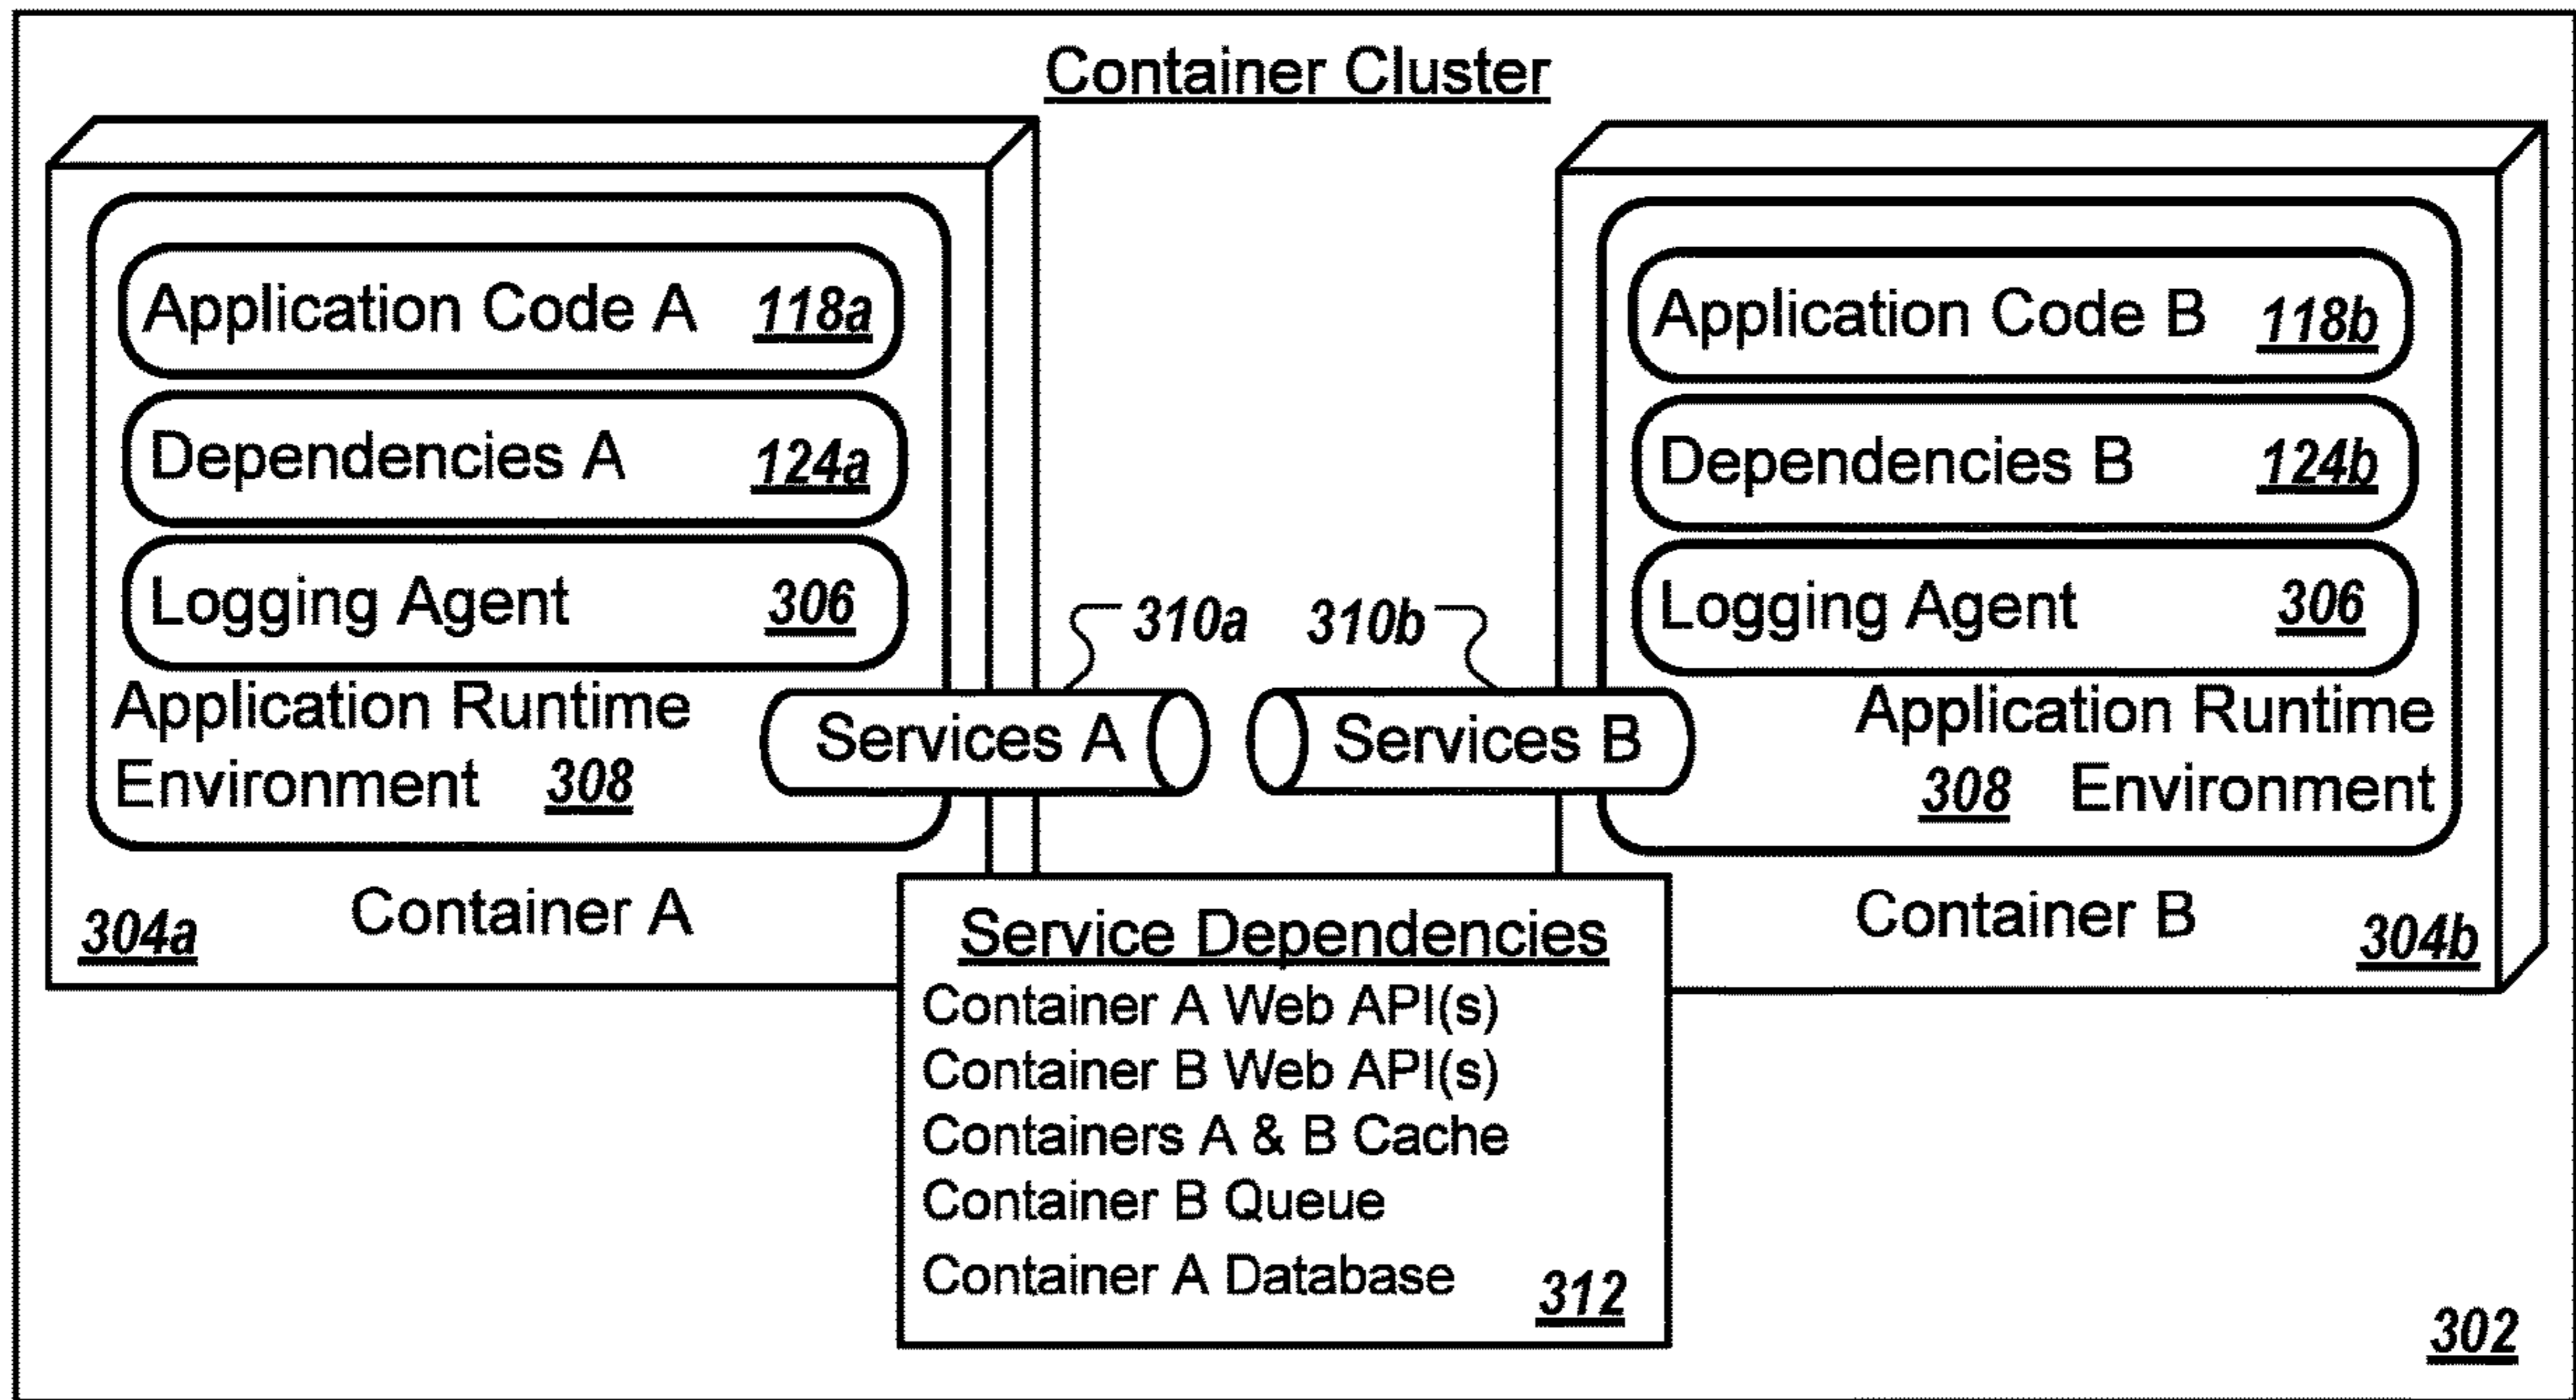 Container Cluster
Application Code A 118a
Dependencies A 124a
Logging Agent 306
Application Runtime
Environment 308
Container A
304a
310a
Services A
310b
Services B
Application Code B 118b
Dependencies B 124b
Logging Agent 306
Application Runtime
308 Environment
Container B
304b
Service Dependencies
Container A Web API(s)
Container B Web API(s)
Containers A & B Cache
Container B Queue
Container A Database
312
302